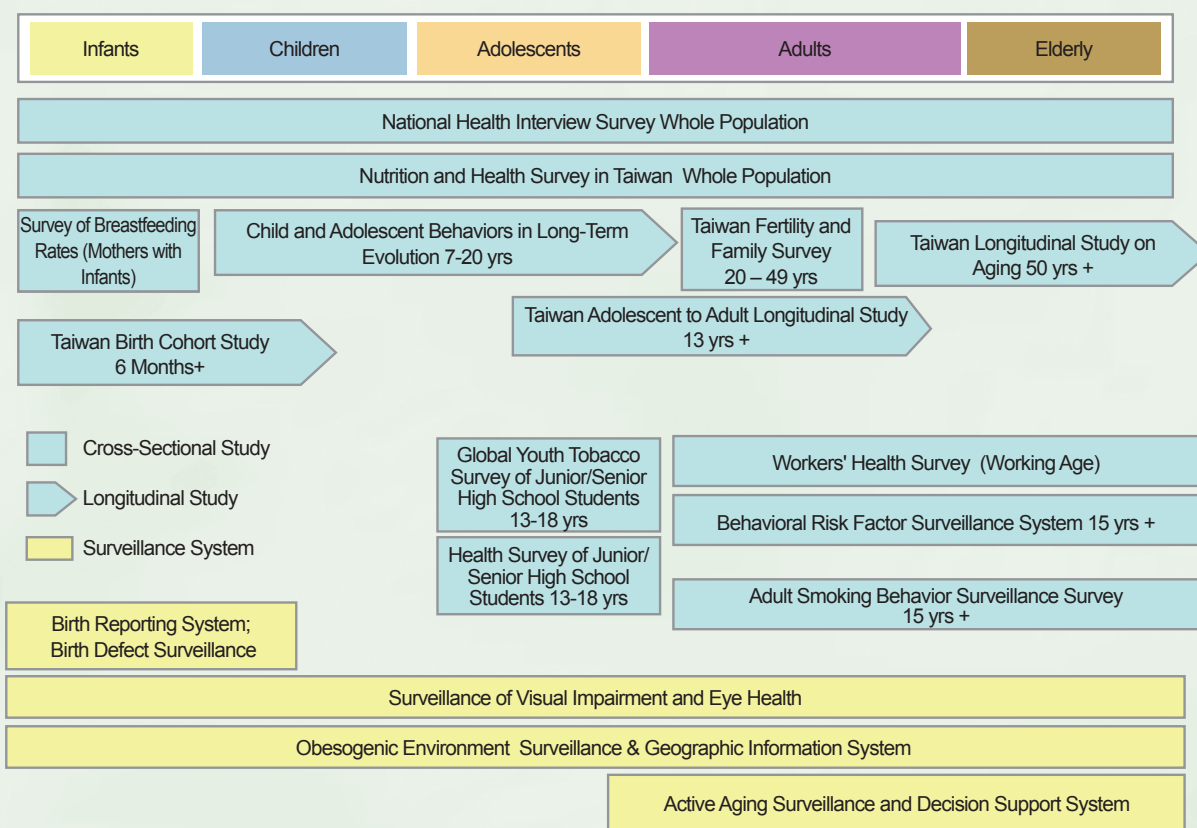 Infants
Children
Adolescents
Adults
Elderly
National Health Interview Survey Whole Population
Nutrition and Health Survey in Taiwan Whole Population
Survey of Breastfeeding
Rates (Mothers with
Infants)
Child and Adolescent Behaviors in Long-Term
Evolution 7-20 yrs
Taiwan Fertility and
Family Survey
20 – 49 yrs
Taiwan Longitudinal Study on
Aging 50 yrs +
Taiwan Birth Cohort Study
6 Months+
Taiwan Adolescent to Adult Longitudinal Study
13 yrs +
Cross-Sectional Study
Longitudinal Study
Surveillance System
Global Youth Tobacco
Survey of Junior/Senior
High School Students
13-18 yrs
Health Survey of Junior/
Senior High School
Students 13-18 yrs
Workers' Health Survey (Working Age)
Behavioral Risk Factor Surveillance System 15 yrs +
Adult Smoking Behavior Surveillance Survey
15 yrs +
Birth Reporting System;
Birth Defect Surveillance
Surveillance of Visual Impairment and Eye Health
Obesogenic Environment Surveillance & Geographic Information System
Active Aging Surveillance and Decision Support System